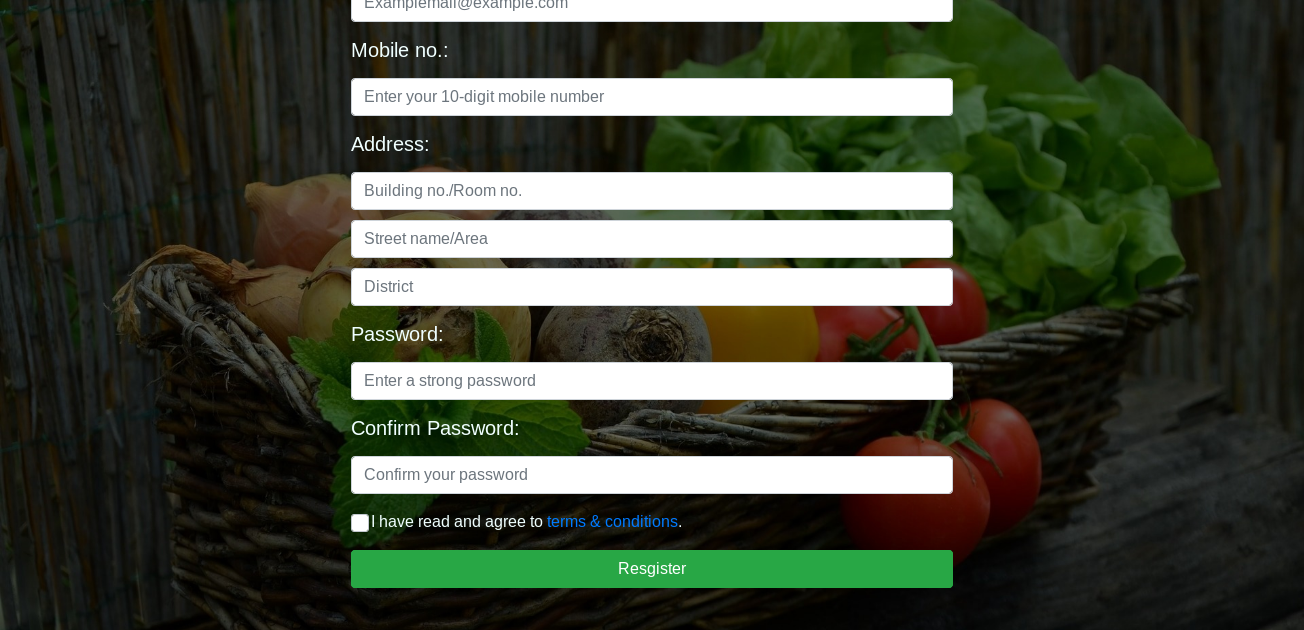 Examplemail@example.com
Mobile no.:
Enter your 10-digit mobile number
Address:
Building no./Room no.
Street name/Area
District
Password:
Enter a strong password
Confirm Password:
Confirm your password
I have read and agree to terms & conditions.
Resgister